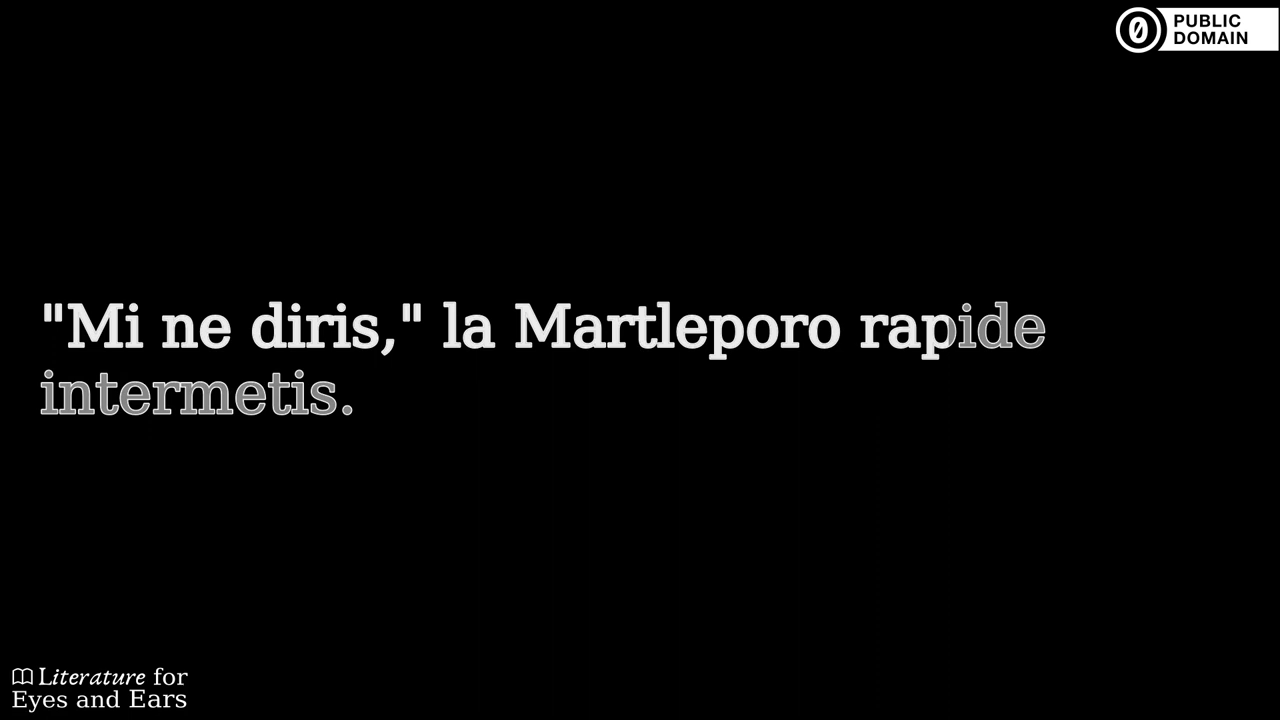 PUBLIC
DOMAIN
"Mi ne diris," la Martleporo rapide
intermetis.
Literature for
Eyes and Ears